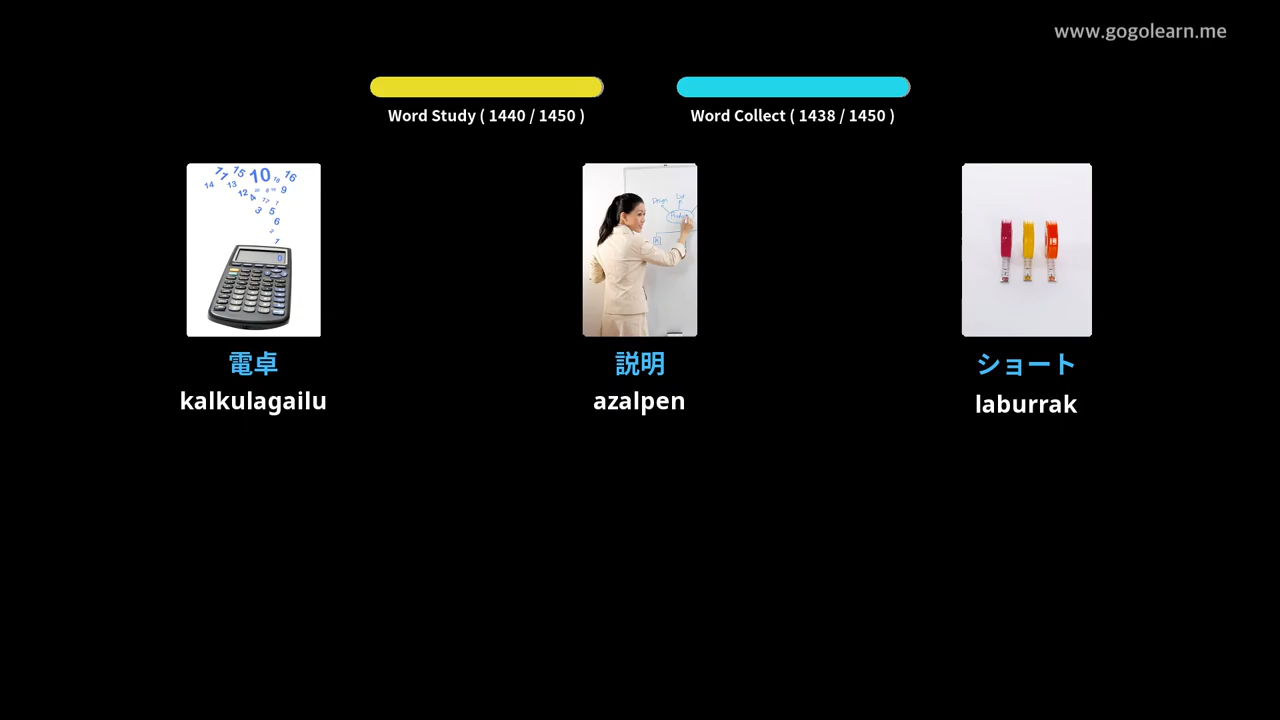 www.gogolearn.me
Word Study ( 1440 / 1450 )
Word Collect ( 1438 / 1450 )
電卓
kalkulagailu
説明
azalpen
ショート
laburrak